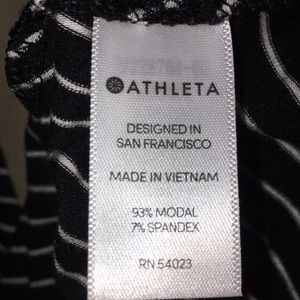 ATHLETA
DESIGNED IN
SAN FRANCISCO
MADE IN VIETNAM
93% MODAL
7% SPANDEX
RN 54023